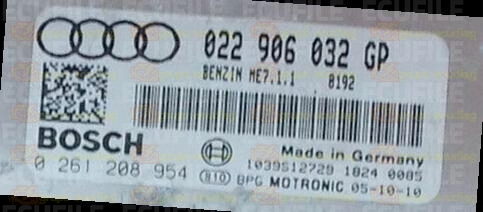 022 906 032 GP
BENZIN ME7.1.1 8192
BOSCH
Made in Germany
0 261 208 954
1039S12729 1824 0085
B10 BPG MOTRONIC 05-10-10